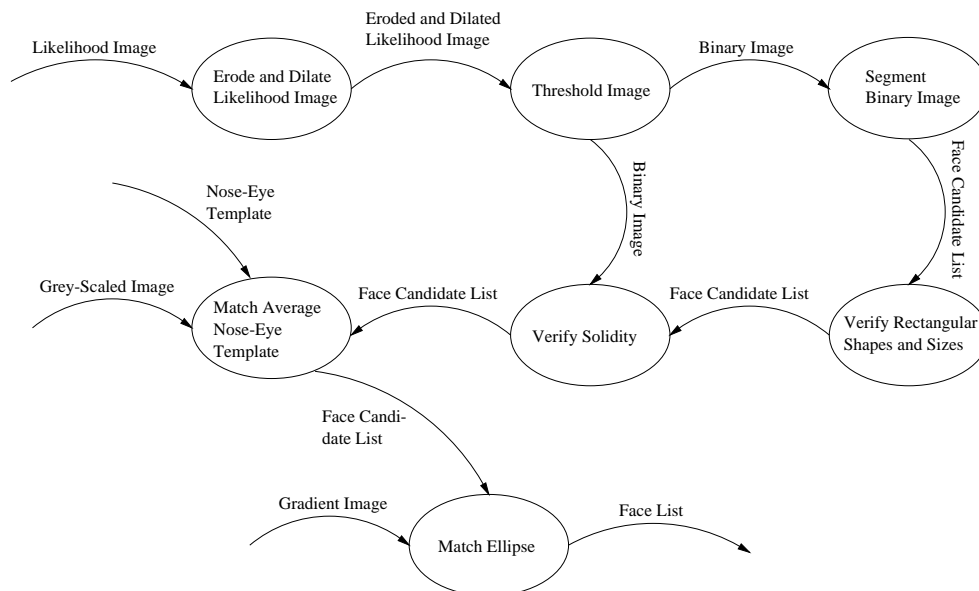 Likelihood Image
Erode and Dilate
Likelihood Image
Eroded and Dilated
Likelihood Image
Threshold Image
Binary Image
Segment
Binary Image
Face Candidate List
Binary Image
Nose-Eye
Template
Grey-Scaled Image
Match Average
Nose-Eye
Template
Face Candidate List
Verify Solidity
Face Candidate List
Verify Rectangular
Shapes and Sizes
Face Candi-
date List
Gradient Image
Match Ellipse
Face List